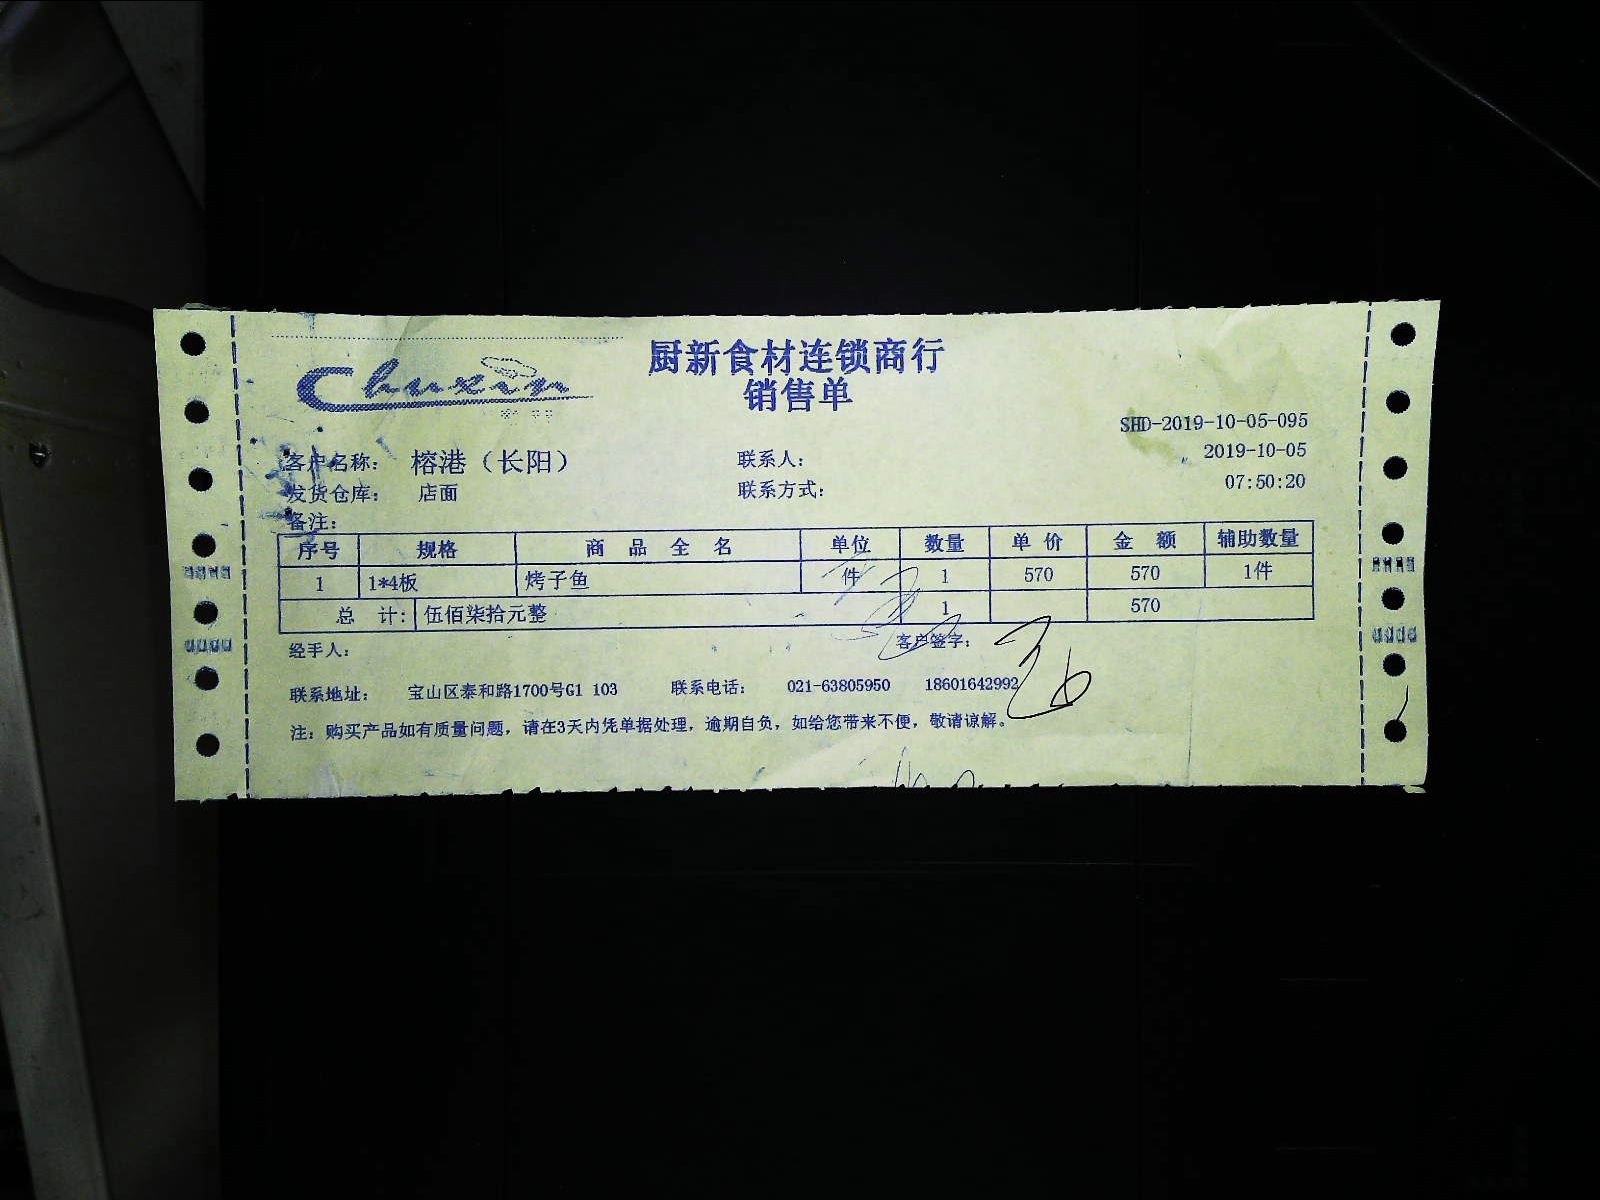 Chuxin
厨新食材连锁商行
销售单
SHD-2019-10-05-095
客户名称： 榕港（长阳） 联系人： 2019-10-05
发货仓库： 店面 联系方式： 07:50:20
备注：
序号 规格 商品全名 单位 数量 单价 金额 辅助数量
1 1*4板 烤子鱼 件 1 570 570 1件
总 计: 伍佰柒拾元整 1 570
经手人： 客户签字：
联系地址： 宝山区泰和路1700号G1 103 联系电话： 021-63805950 18601642992
注：购买产品如有质量问题，请在3天内凭单据处理，逾期自负，如给您带来不便，敬请谅解。